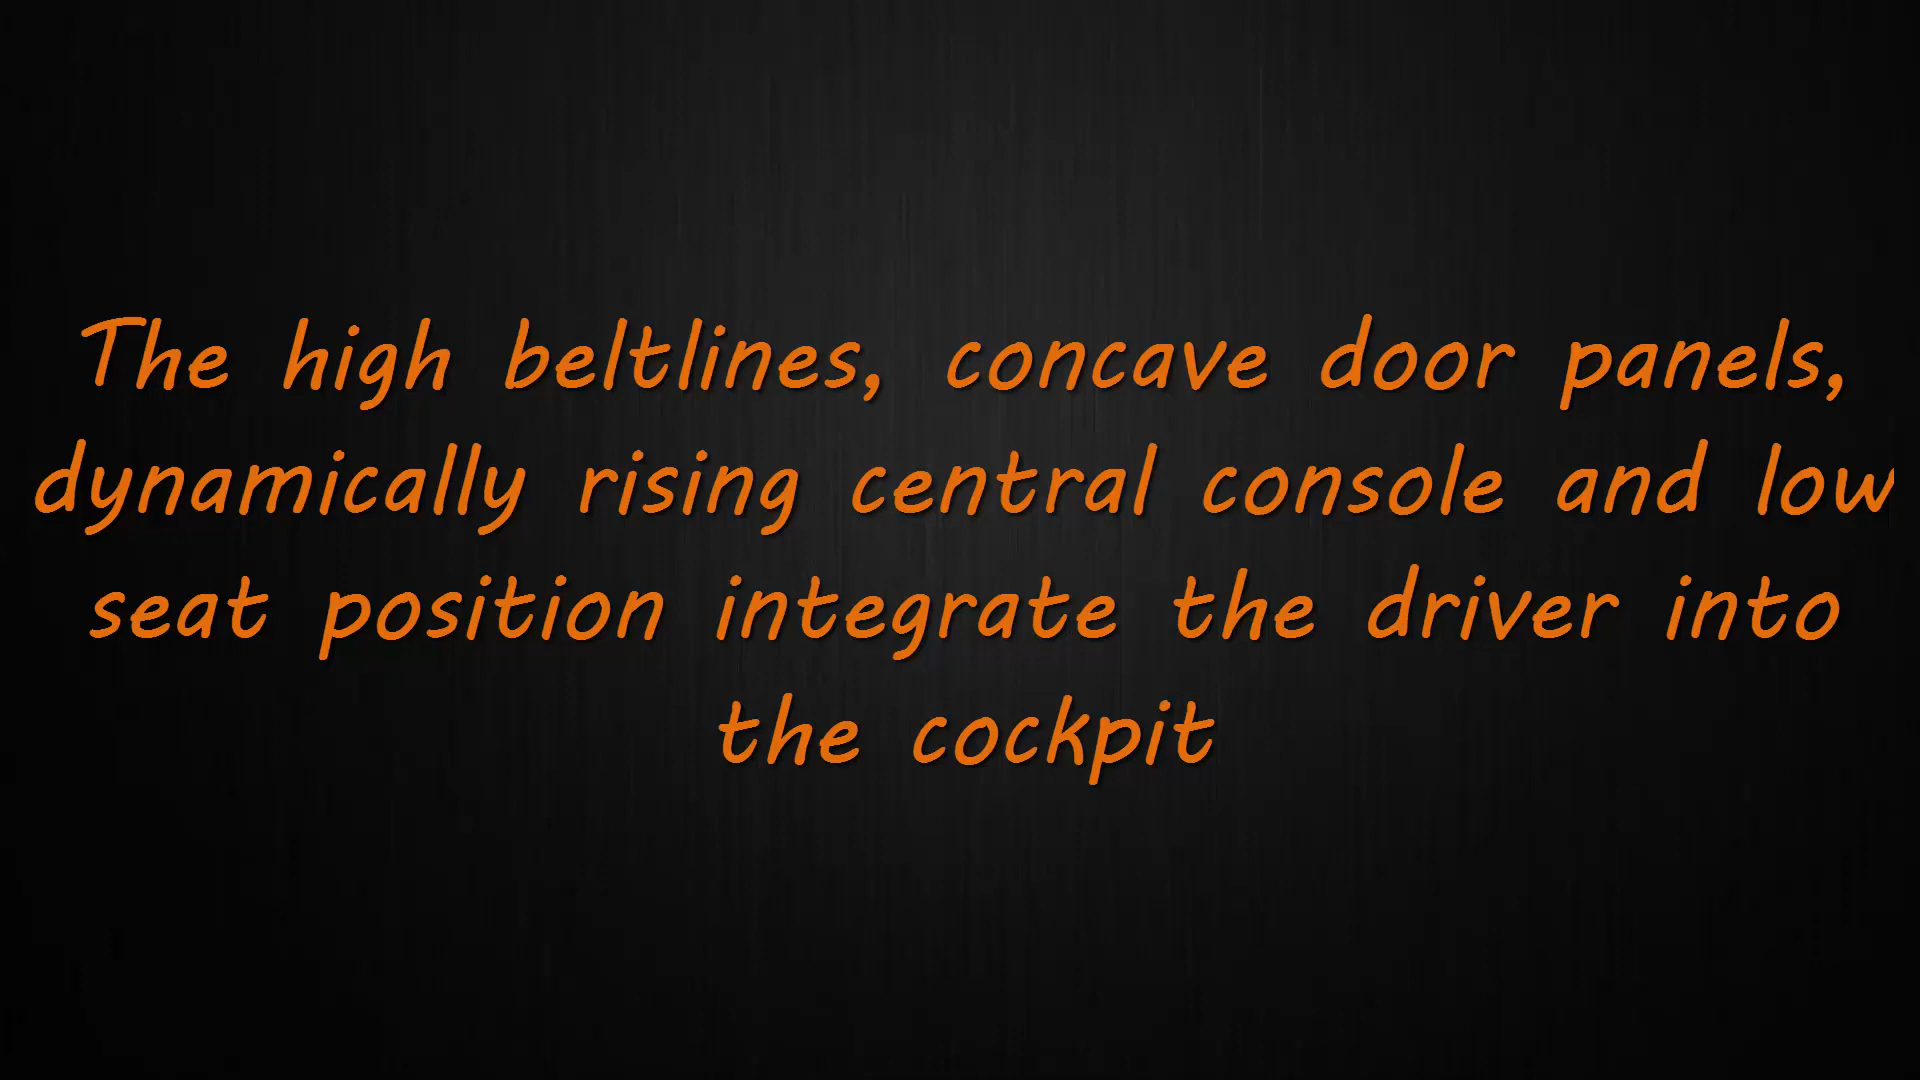 The high beltlines, concave door panels,
dynamically rising central console and low
seat position integrate the driver into
the cockpit